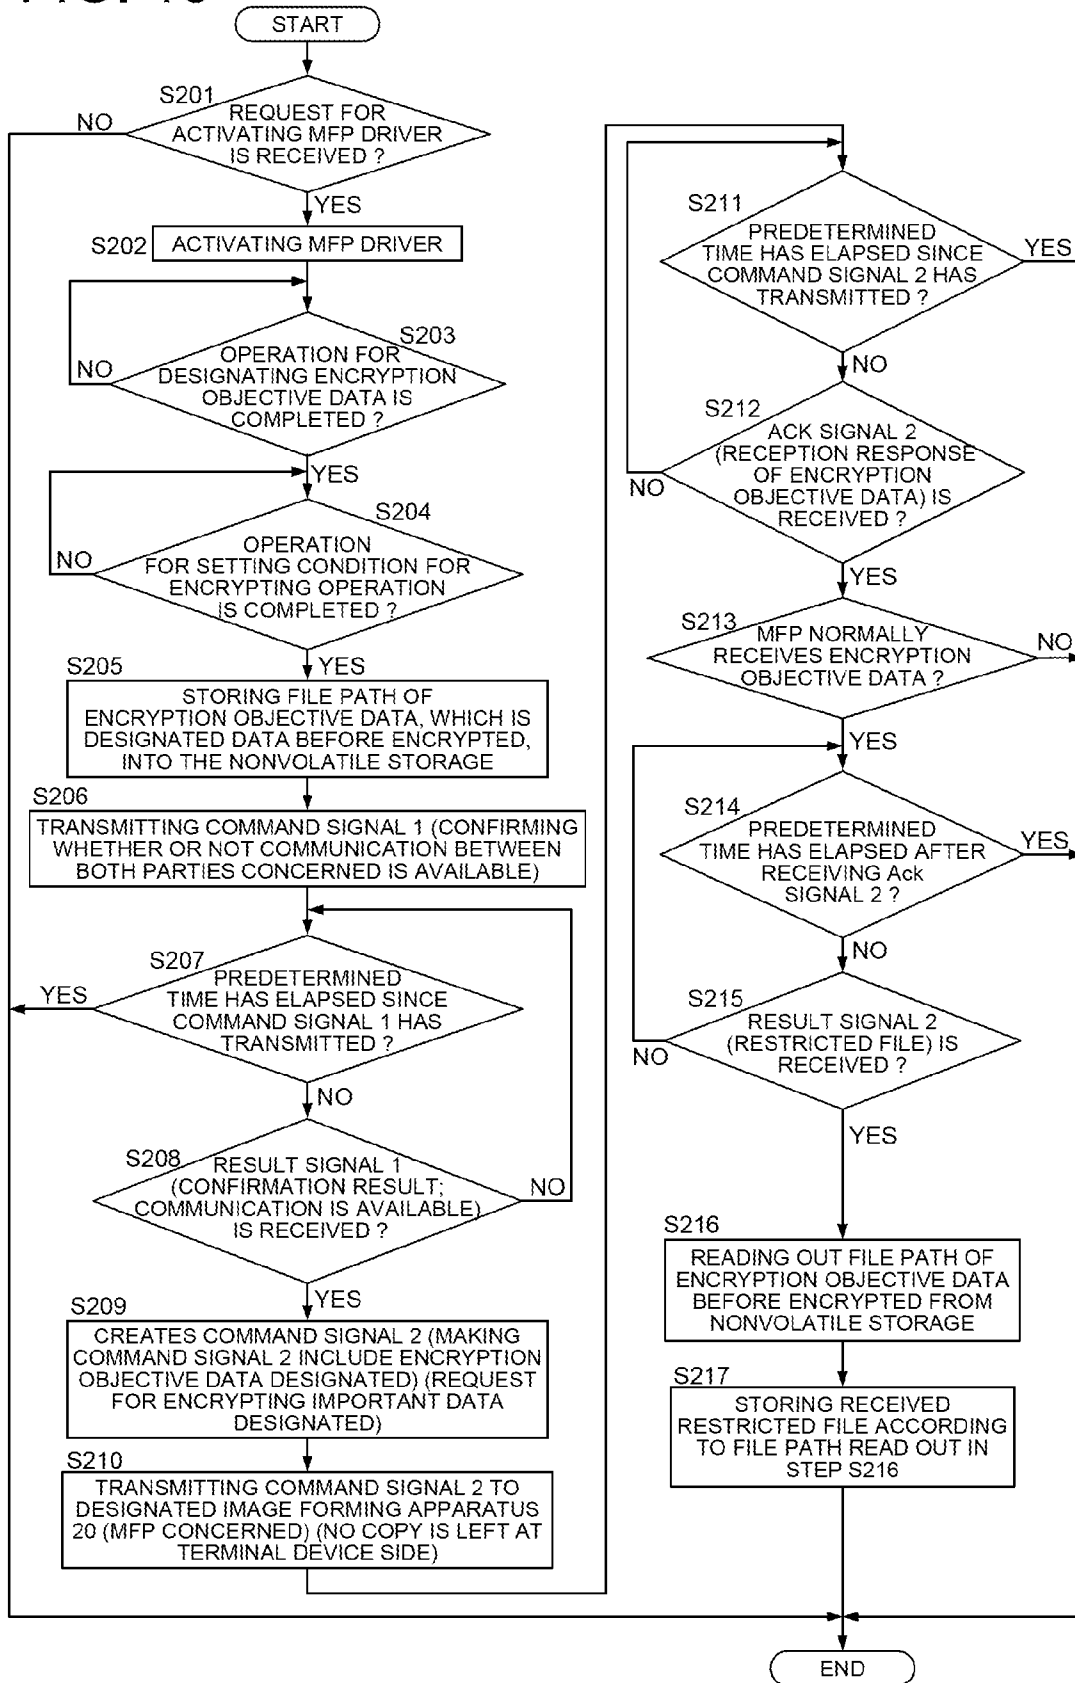 START
S201
REQUEST FOR
ACTIVATING MFP DRIVER
IS RECEIVED ?
NO
YES
S202
ACTIVATING MFP DRIVER
S203
OPERATION FOR
DESIGNATING ENCRYPTION
OBJECTIVE DATA IS
COMPLETED ?
NO
YES
S204
OPERATION
FOR SETTING CONDITION FOR
ENCRYPTING OPERATION
IS COMPLETED ?
NO
YES
S205
STORING FILE PATH OF
ENCRYPTION OBJECTIVE DATA, WHICH IS
DESIGNATED DATA BEFORE ENCRYPTED,
INTO THE NONVOLATILE STORAGE
S206
TRANSMITTING COMMAND SIGNAL 1 (CONFIRMING
WHETHER OR NOT COMMUNICATION BETWEEN
BOTH PARTIES CONCERNED IS AVAILABLE)
S207
PREDETERMINED
TIME HAS ELAPSED SINCE
COMMAND SIGNAL 1 HAS
TRANSMITTED ?
YES
NO
S208
RESULT SIGNAL 1
(CONFIRMATION RESULT;
COMMUNICATION IS AVAILABLE)
IS RECEIVED ?
NO
YES
S209
CREATES COMMAND SIGNAL 2 (MAKING
COMMAND SIGNAL 2 INCLUDE ENCRYPTION
OBJECTIVE DATA DESIGNATED) (REQUEST
FOR ENCRYPTING IMPORTANT DATA
DESIGNATED)
S210
TRANSMITTING COMMAND SIGNAL 2 TO
DESIGNATED IMAGE FORMING APPARATUS
20 (MFP CONCERNED) (NO COPY IS LEFT AT
TERMINAL DEVICE SIDE)
S211
PREDETERMINED
TIME HAS ELAPSED SINCE
COMMAND SIGNAL 2 HAS
TRANSMITTED ?
YES
NO
S212
ACK SIGNAL 2
(RECEPTION RESPONSE
OF ENCRYPTION
OBJECTIVE DATA) IS
RECEIVED ?
NO
YES
S213
MFP NORMALLY
RECEIVES ENCRYPTION
OBJECTIVE DATA ?
NO
YES
S214
PREDETERMINED
TIME HAS ELAPSED AFTER
RECEIVING Ack
SIGNAL 2 ?
YES
NO
S215
RESULT SIGNAL 2
(RESTRICTED FILE) IS
RECEIVED ?
NO
YES
S216
READING OUT FILE PATH OF
ENCRYPTION OBJECTIVE DATA
BEFORE ENCRYPTED FROM
NONVOLATILE STORAGE
S217
STORING RECEIVED
RESTRICTED FILE ACCORDING
TO FILE PATH READ OUT IN
STEP S216
END